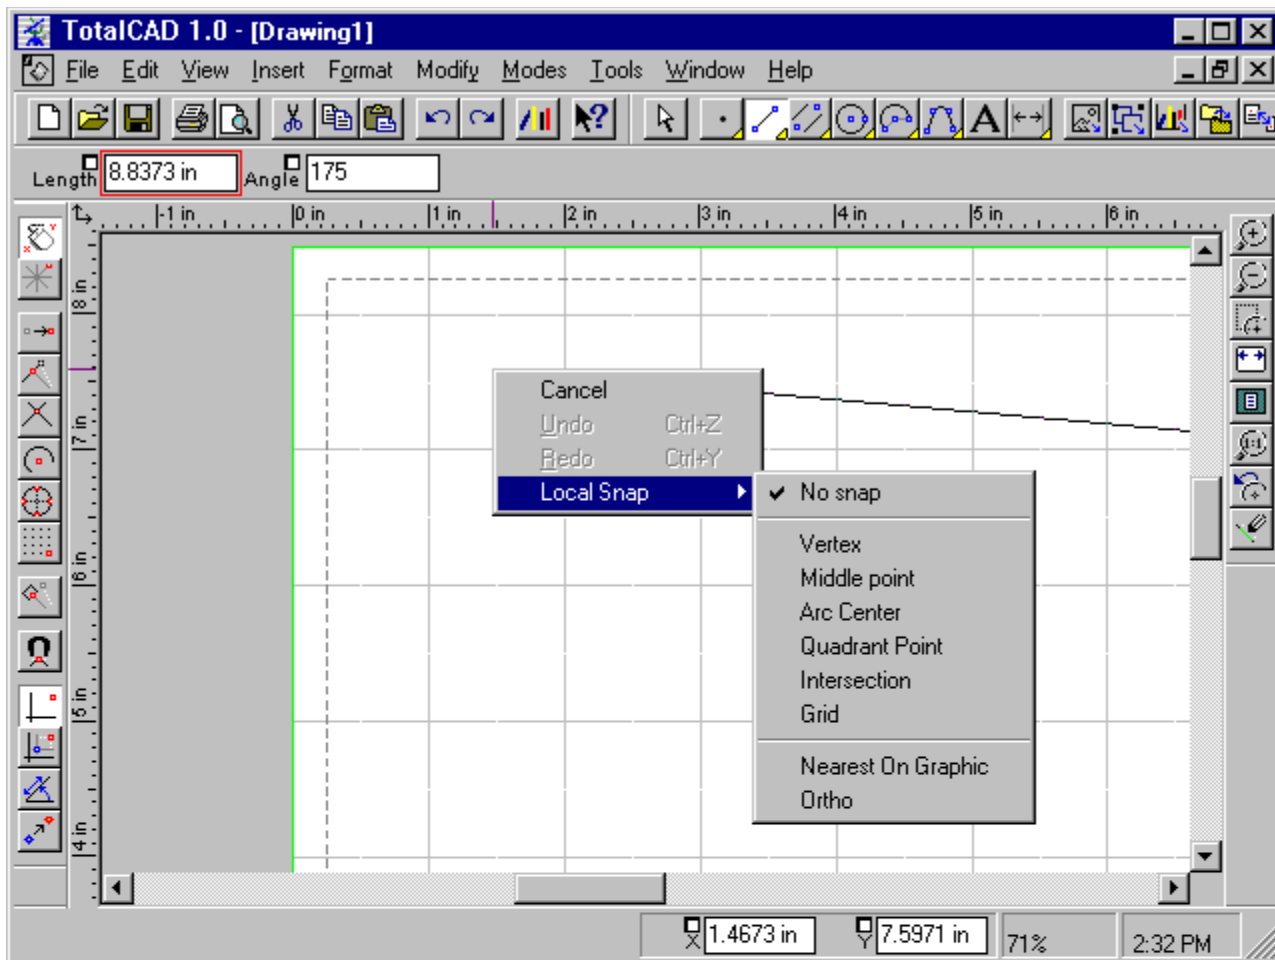 TotalCAD 1.0 - [Drawing1]
File Edit View Insert Format Modify Modes Tools Window Help
Length 8.8373 in Angle 175
-1 in 0 in 1 in 2 in 3 in 4 in 5 in 6 in
8 in
7 in
6 in
5 in
4 in
Cancel
Undo Ctrl+Z
Redo Ctrl+Y
Local Snap
No snap
Vertex
Middle point
Arc Center
Quadrant Point
Intersection
Grid
Nearest On Graphic
Ortho
X 1.4673 in Y 7.5971 in 71% 2:32 PM